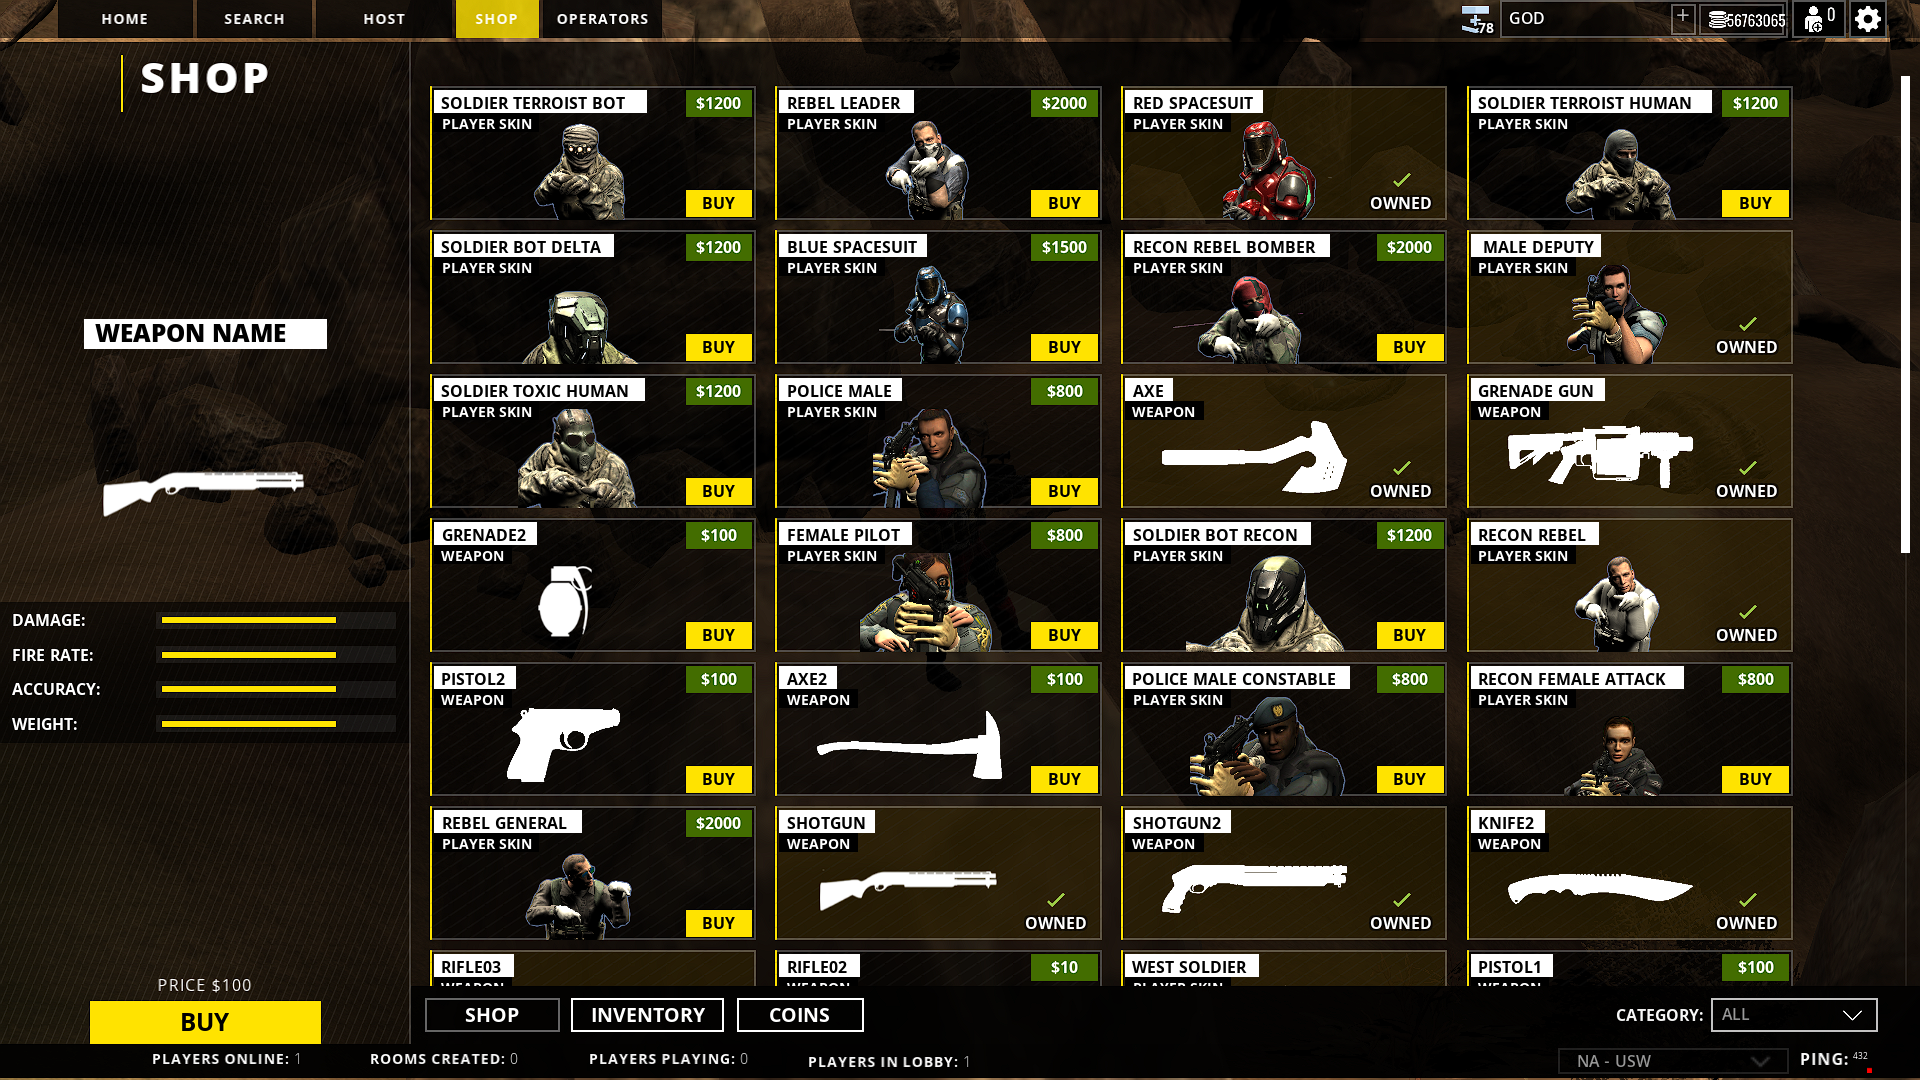 HOME SEARCH HOST SHOP OPERATORS
78 GOD + 56763065 0
SHOP
WEAPON NAME
DAMAGE:
FIRE RATE:
ACCURACY:
WEIGHT:
PRICE $100
BUY
SOLDIER TERROIST BOT $1200
PLAYER SKIN
BUY
REBEL LEADER $2000
PLAYER SKIN
BUY
RED SPACESUIT
PLAYER SKIN
OWNED
SOLDIER TERROIST HUMAN $1200
PLAYER SKIN
BUY
SOLDIER BOT DELTA $1200
PLAYER SKIN
BUY
BLUE SPACESUIT $1500
PLAYER SKIN
BUY
RECON REBEL BOMBER $2000
PLAYER SKIN
BUY
MALE DEPUTY
PLAYER SKIN
OWNED
SOLDIER TOXIC HUMAN $1200
PLAYER SKIN
BUY
POLICE MALE $800
PLAYER SKIN
BUY
AXE
WEAPON
OWNED
GRENADE GUN
WEAPON
OWNED
GRENADE2 $100
WEAPON
BUY
FEMALE PILOT $800
PLAYER SKIN
BUY
SOLDIER BOT RECON $1200
PLAYER SKIN
BUY
RECON REBEL
PLAYER SKIN
OWNED
PISTOL2 $100
WEAPON
BUY
AXE2 $100
WEAPON
BUY
POLICE MALE CONSTABLE $800
PLAYER SKIN
BUY
RECON FEMALE ATTACK $800
PLAYER SKIN
BUY
REBEL GENERAL $2000
PLAYER SKIN
BUY
SHOTGUN
WEAPON
OWNED
SHOTGUN2
WEAPON
OWNED
KNIFE2
WEAPON
OWNED
RIFLE03
WEAPON
RIFLE02 $10
WEAPON
WEST SOLDIER
PLAYER SKIN
PISTOL1 $100
WEAPON
SHOP INVENTORY COINS
CATEGORY: ALL
PLAYERS ONLINE: 1 ROOMS CREATED: 0 PLAYERS PLAYING: 0 PLAYERS IN LOBBY: 1
NA - USW PING: 432